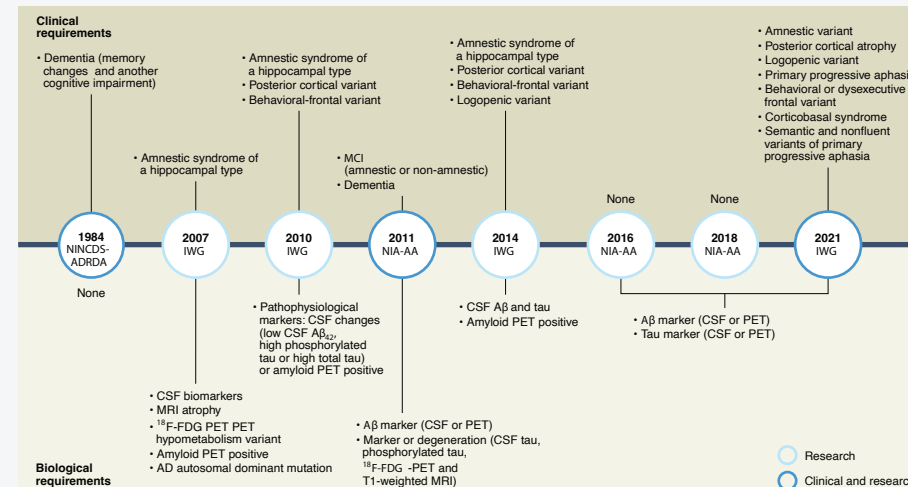 Clinical
requirements
• Dementia (memory
changes and another
cognitive impairment)
• Amnestic syndrome of
a hippocampal type
• Amnestic syndrome of
a hippocampal type
• Posterior cortical variant
• Behavioral-frontal variant
• MCI
(amnestic or non-amnestic)
• Dementia
• Amnestic syndrome of
a hippocampal type
• Posterior cortical variant
• Behavioral-frontal variant
• Logopenic variant
None
None
• Amnestic variant
• Posterior cortical atrophy
• Logopenic variant
• Primary progressive aphasi
• Behavioral or dysexecutive
frontal variant
• Corticobasal syndrome
• Semantic and nonfluent
variants of primary
progressive aphasia
1984
NINCDS-
ADRDA
2007
IWG
2010
IWG
2011
NIA-AA
2014
IWG
2016
NIA-AA
2018
NIA-AA
2021
IWG
None
• CSF biomarkers
• MRI atrophy
• ¹⁸F-FDG PET PET
hypometabolism variant
• Amyloid PET positive
• AD autosomal dominant mutation
• Pathophysiological
markers: CSF changes
(low CSF Aβ₄₂,
high phosphorylated
tau or high total tau)
or amyloid PET positive
• Aβ marker (CSF or PET)
• Marker or degeneration (CSF tau,
phosphorylated tau,
¹⁸F-FDG -PET and
T1-weighted MRI)
• CSF Aβ and tau
• Amyloid PET positive
• Aβ marker (CSF or PET)
• Tau marker (CSF or PET)
Biological
requirements
Research
Clinical and researc